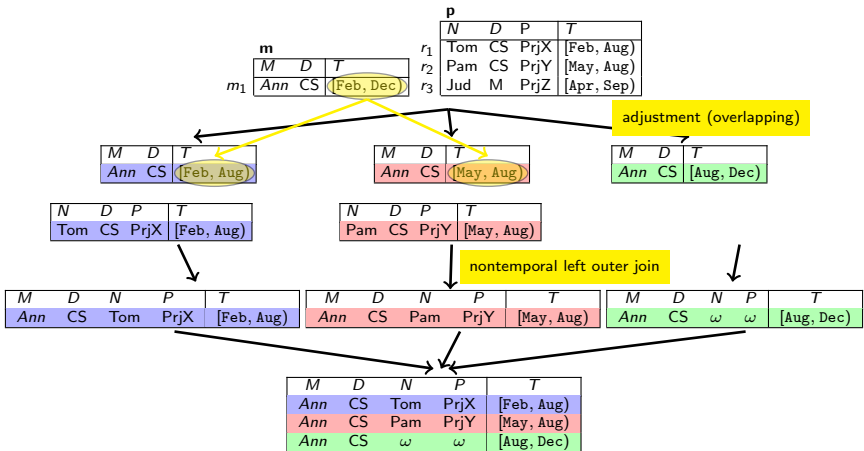 p
N D P T
r1 Tom CS PrjX [Feb, Aug)
r2 Pam CS PrjY [May, Aug)
r3 Jud M PrjZ [Apr, Sep)
m
M D T
m1 Ann CS [Feb, Dec)
adjustment (overlapping)
M D T
Ann CS [Feb, Aug)
M D T
Ann CS [May, Aug)
M D T
Ann CS [Aug, Dec)
N D P T
Tom CS PrjX [Feb, Aug)
N D P T
Pam CS PrjY [May, Aug)
nontemporal left outer join
M D N P T
Ann CS Tom PrjX [Feb, Aug)
M D N P T
Ann CS Pam PrjY [May, Aug)
M D N P T
Ann CS ω ω [Aug, Dec)
M D N P T
Ann CS Tom PrjX [Feb, Aug)
Ann CS Pam PrjY [May, Aug)
Ann CS ω ω [Aug, Dec)